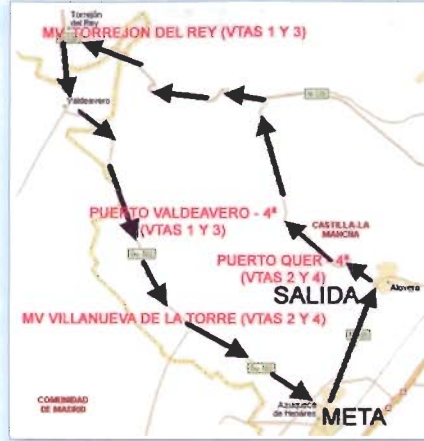 Torrejón
del Rey
MV TORREJON DEL REY (VTAS 1 Y 3)
Valdeavero
PUERTO VALDEAVERO - 4ª
(VTAS 1 Y 3)
CASTILLA-LA
MANCHA
PUERTO QUER - 4ª
(VTAS 2 Y 4)
SALIDA
Alovera
MV VILLANUEVA DE LA TORRE (VTAS 2 Y 4)
COMUNIDAD
DE MADRID
Azuqueca
de Henares
META